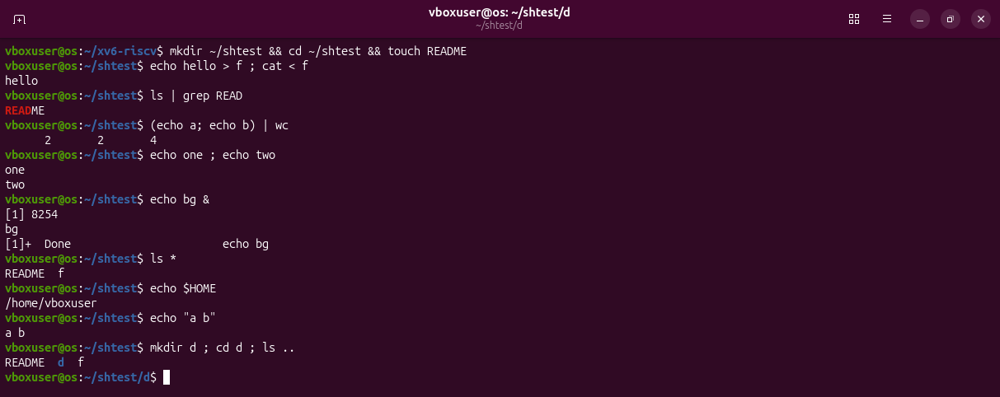 vboxuser@os: ~/shtest/d
~/shtest/d
vboxuser@os:~/xv6-riscv$ mkdir ~/shtest && cd ~/shtest && touch README
vboxuser@os:~/shtest$ echo hello > f ; cat < f
hello
vboxuser@os:~/shtest$ ls | grep READ
README
vboxuser@os:~/shtest$ (echo a; echo b) | wc
      2       2       4
vboxuser@os:~/shtest$ echo one ; echo two
one
two
vboxuser@os:~/shtest$ echo bg &
[1] 8254
bg
[1]+  Done                       echo bg
vboxuser@os:~/shtest$ ls *
README  f
vboxuser@os:~/shtest$ echo $HOME
/home/vboxuser
vboxuser@os:~/shtest$ echo "a b"
a b
vboxuser@os:~/shtest$ mkdir d ; cd d ; ls ..
README  d  f
vboxuser@os:~/shtest/d$